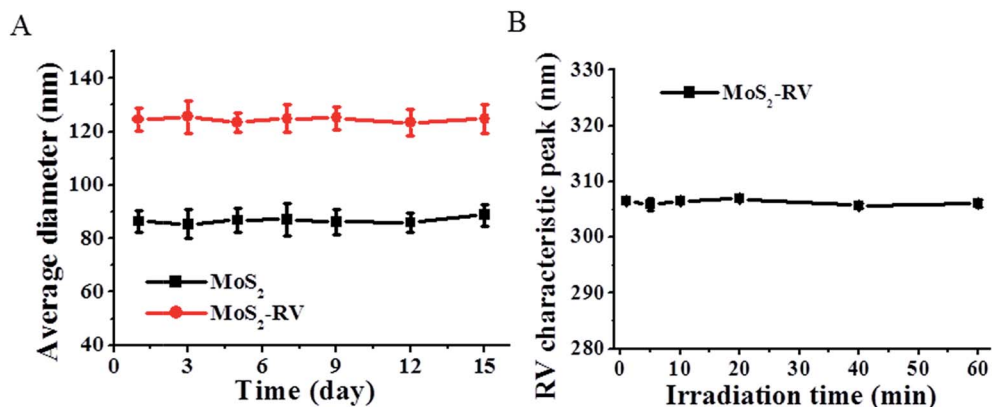 A
Average diameter (nm)
140
120
100
80
60
40
MoS₂
MoS₂-RV
3
6
9
12
15
Time (day)
B
RV characteristic peak (nm)
330
320
310
300
290
280
MoS₂-RV
0
10
20
30
40
50
60
Irradiation time (min)